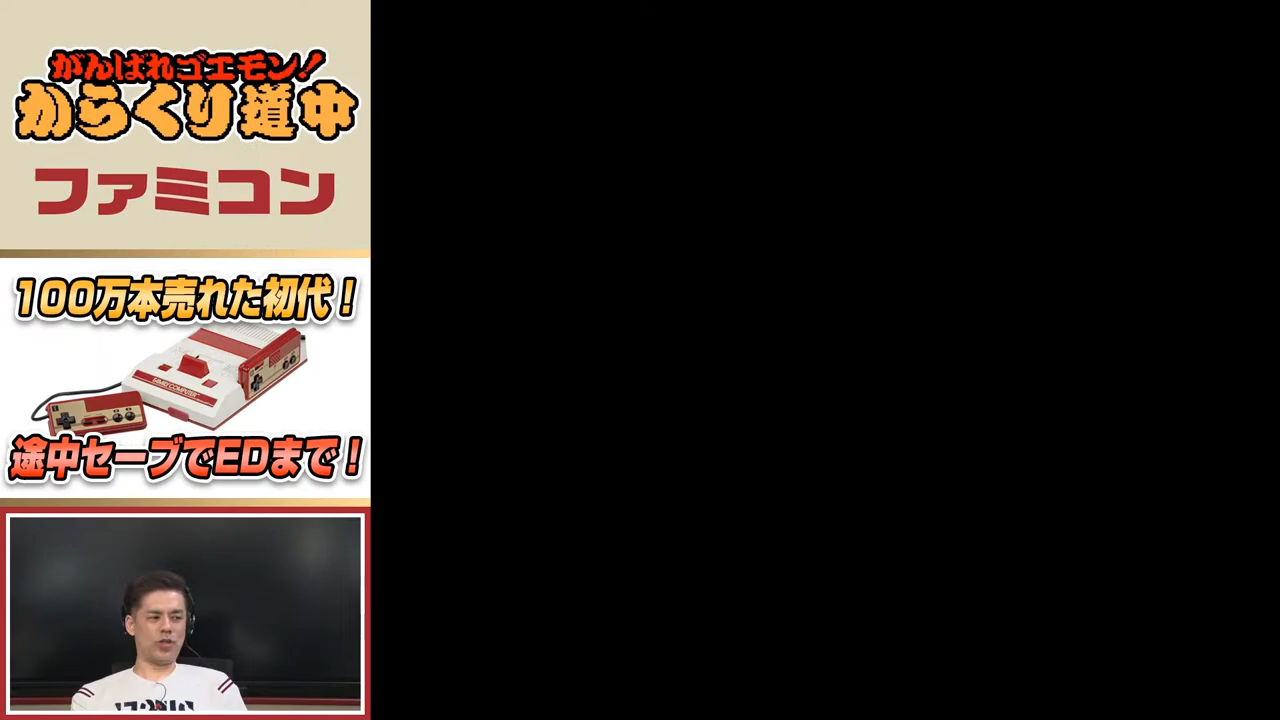 がんばれゴエモン!
からくり道中
ファミコン
100万本売れた初代!
FAMILY COMPUTER
途中セーブでEDまで!